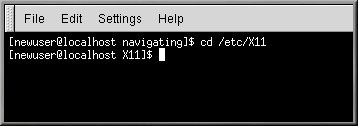 File Edit Settings Help
[newuser@localhost navigating]$ cd /etc/X11
[newuser@localhost X11]$